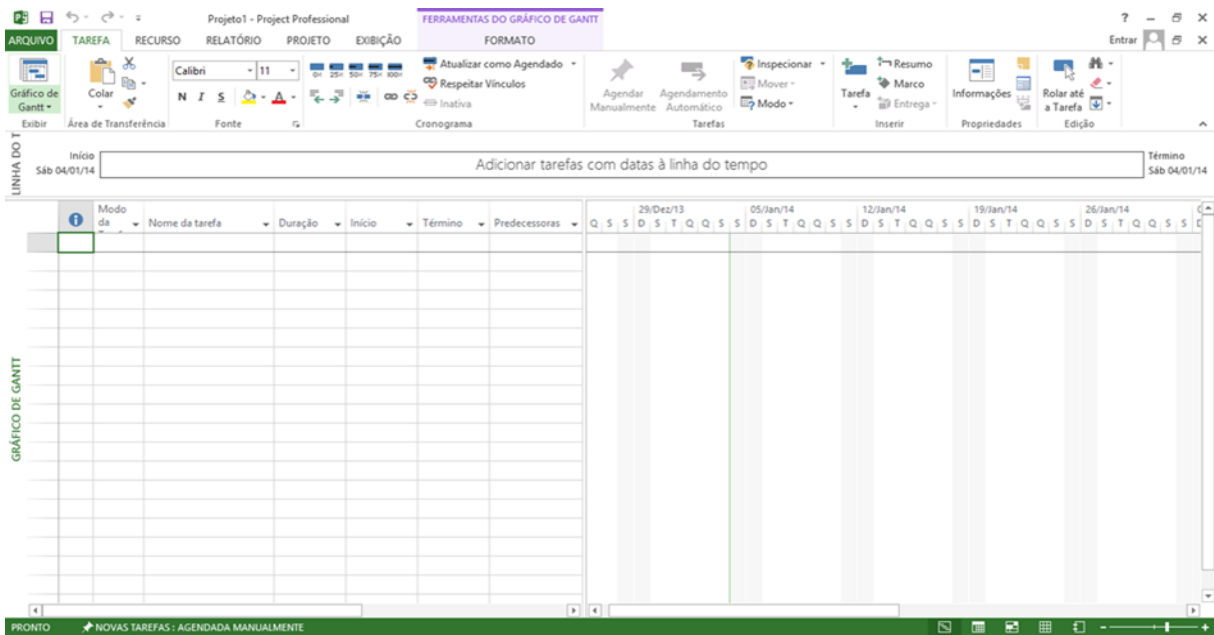 Projeto1 - Project Professional
FERRAMENTAS DO GRÁFICO DE GANTT
?
ARQUIVO TAREFA RECURSO RELATÓRIO PROJETO EXIBIÇÃO FORMATO Entrar
Gráfico de Gantt
Exibir
Colar
Área de Transferência
Calibri 11
N I S A
Fonte
0× 25× 50× 75× 100×
Atualizar como Agendado
Respeitar Vínculos
Inativa
Cronograma
Agendar Manualmente
Agendamento Automático
Inspecionar
Mover
Modo
Tarefas
Tarefa
Resumo
Marco
Entrega
Inserir
Informações
Propriedades
Rolar até a Tarefa
Edição
LINHA DO T
Início
Sáb 04/01/14
Adicionar tarefas com datas à linha do tempo
Término
Sáb 04/01/14
Modo da
Nome da tarefa Duração Início Término Predecessoras
29/Dez/13 05/Jan/14 12/Jan/14 19/Jan/14 26/Jan/14
Q S S D S T Q Q S S D S T Q Q S S D S T Q Q S S D S T Q Q S S D S T Q Q S S
GRÁFICO DE GANTT
PRONTO NOVAS TAREFAS : AGENDADA MANUALMENTE